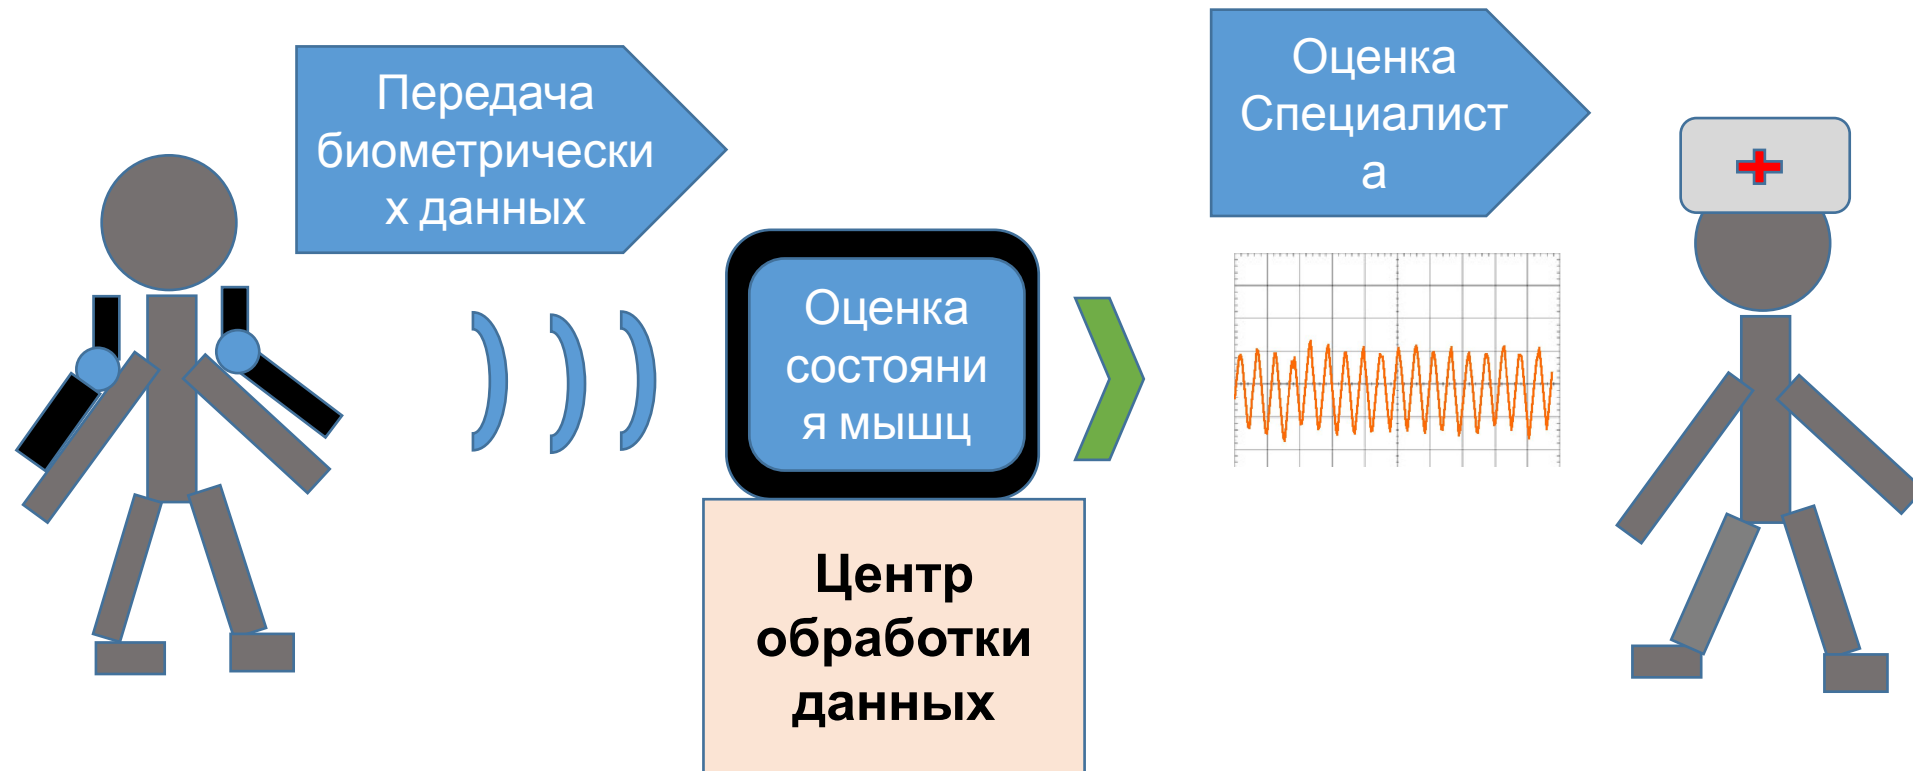 Передача
биометрически
х данных
Оценка
Специалист
а
Оценка
состояни
я мышц
Центр
обработки
данных